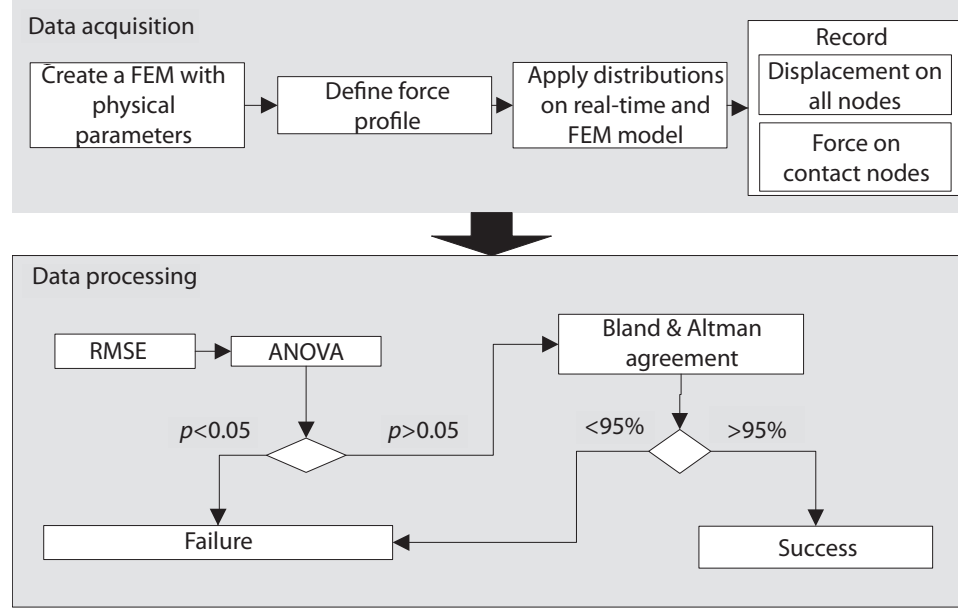 Data acquisition
Create a FEM with
physical
parameters
Define force
profile
Apply distributions
on real-time and
FEM model
Record
Displacement on
all nodes
Force on
contact nodes
Data processing
RMSE
ANOVA
Bland & Altman
agreement
p<0.05
p>0.05
<95%
>95%
Failure
Success